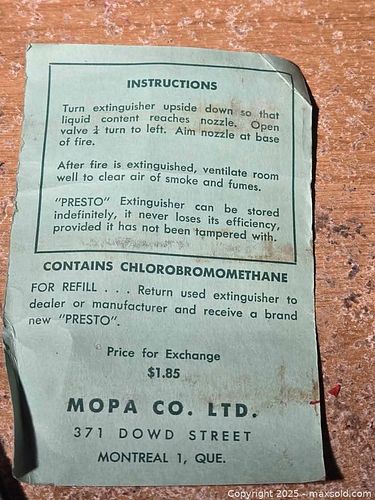 INSTRUCTIONS
Turn extinguisher upside down so that
liquid content reaches nozzle. Open
valve ¼ turn to left. Aim nozzle at base
of fire.
After fire is extinguished, ventilate room
well to clear air of smoke and fumes.
"PRESTO" Extinguisher can be stored
indefinitely, it never loses its efficiency,
provided it has not been tampered with.
CONTAINS CHLOROBROMOMETHANE
FOR REFILL . . . Return used extinguisher to
dealer or manufacturer and receive a brand
new "PRESTO".
Price for Exchange
$1.85
MOPA CO. LTD.
371 DOWD STREET
MONTREAL 1, QUE.
Copyright 2025 - maxsold.com